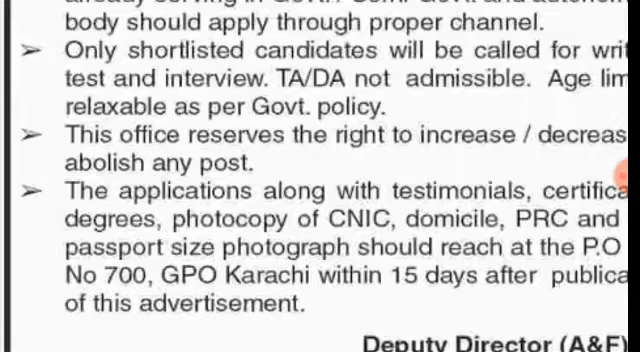 body should apply through proper channel.
➢ Only shortlisted candidates will be called for
test and interview. TA/DA not admissible. Age
relaxable as per Govt. policy.
➢ This office reserves the right to increase /
abolish any post.
➢ The applications along with testimonials,
degrees, photocopy of CNIC, domicile, PRC and
passport size photograph should reach at the P.O
No 700, GPO Karachi within 15 days after
of this advertisement.
Deputy Director (A&F)